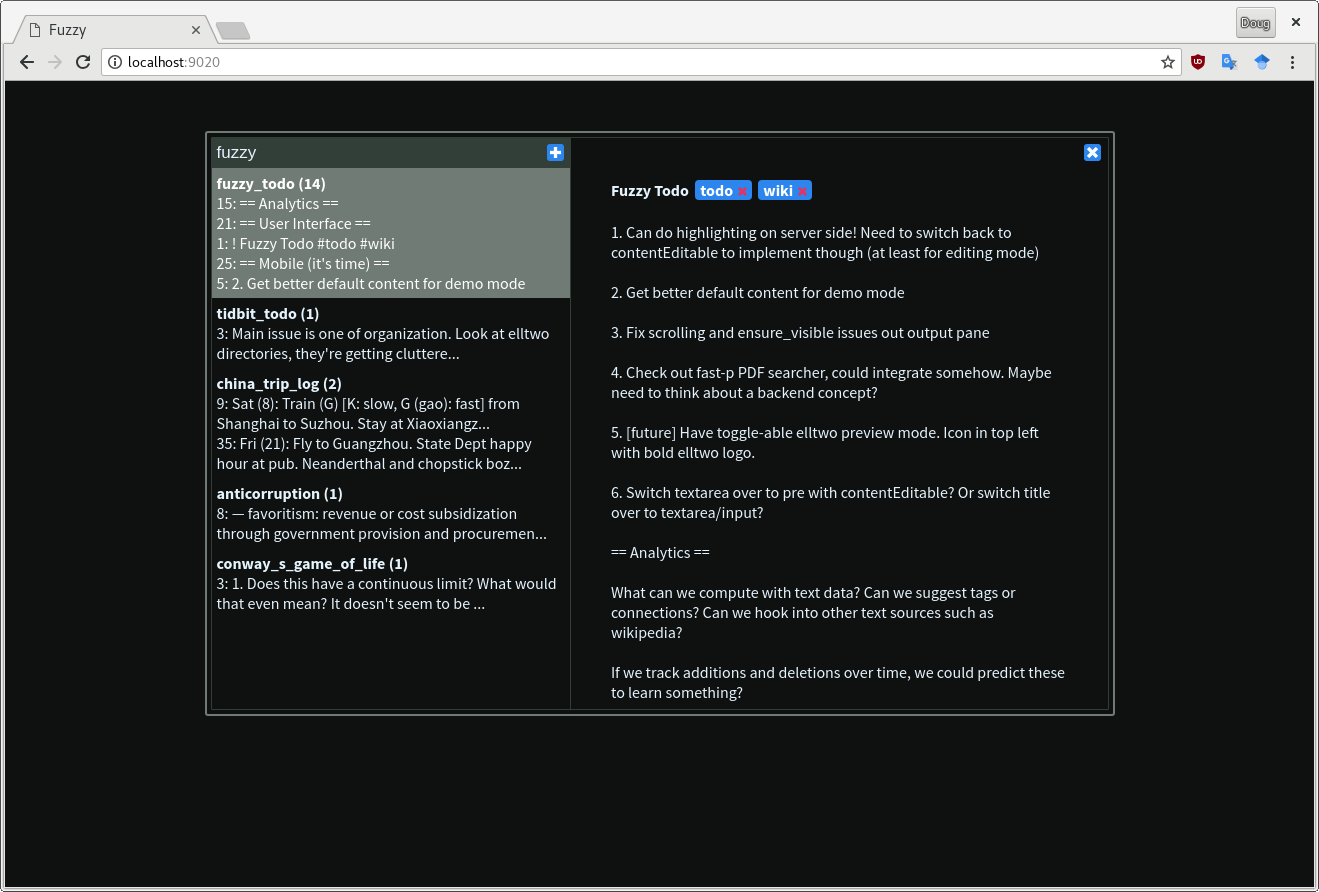 Fuzzy
Doug
localhost:9020
fuzzy
fuzzy_todo (14)
15: == Analytics ==
21: == User Interface ==
1: ! Fuzzy Todo #todo #wiki
25: == Mobile (it's time) ==
5: 2. Get better default content for demo mode
tidbit_todo (1)
3: Main issue is one of organization. Look at elltwo
directories, they're getting cluttere...
china_trip_log (2)
9: Sat (8): Train (G) [K: slow, G (gao): fast] from
Shanghai to Suzhou. Stay at Xiaoxiangz...
35: Fri (21): Fly to Guangzhou. State Dept happy
hour at pub. Neanderthal and chopstick boz...
anticorruption (1)
8: — favoritism: revenue or cost subsidization
through government provision and procuremen...
conway_s_game_of_life (1)
3: 1. Does this have a continuous limit? What would
that even mean? It doesn't seem to be ...
Fuzzy Todo todo wiki
1. Can do highlighting on server side! Need to switch back to
contentEditable to implement though (at least for editing mode)
2. Get better default content for demo mode
3. Fix scrolling and ensure_visible issues out output pane
4. Check out fast-p PDF searcher, could integrate somehow. Maybe
need to think about a backend concept?
5. [future] Have toggle-able elltwo preview mode. Icon in top left
with bold elltwo logo.
6. Switch textarea over to pre with contentEditable? Or switch title
over to textarea/input?
== Analytics ==
What can we compute with text data? Can we suggest tags or
connections? Can we hook into other text sources such as
wikipedia?
If we track additions and deletions over time, we could predict these
to learn something?